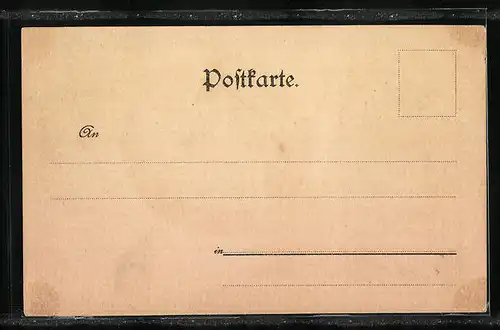 Postkarte.
An
in